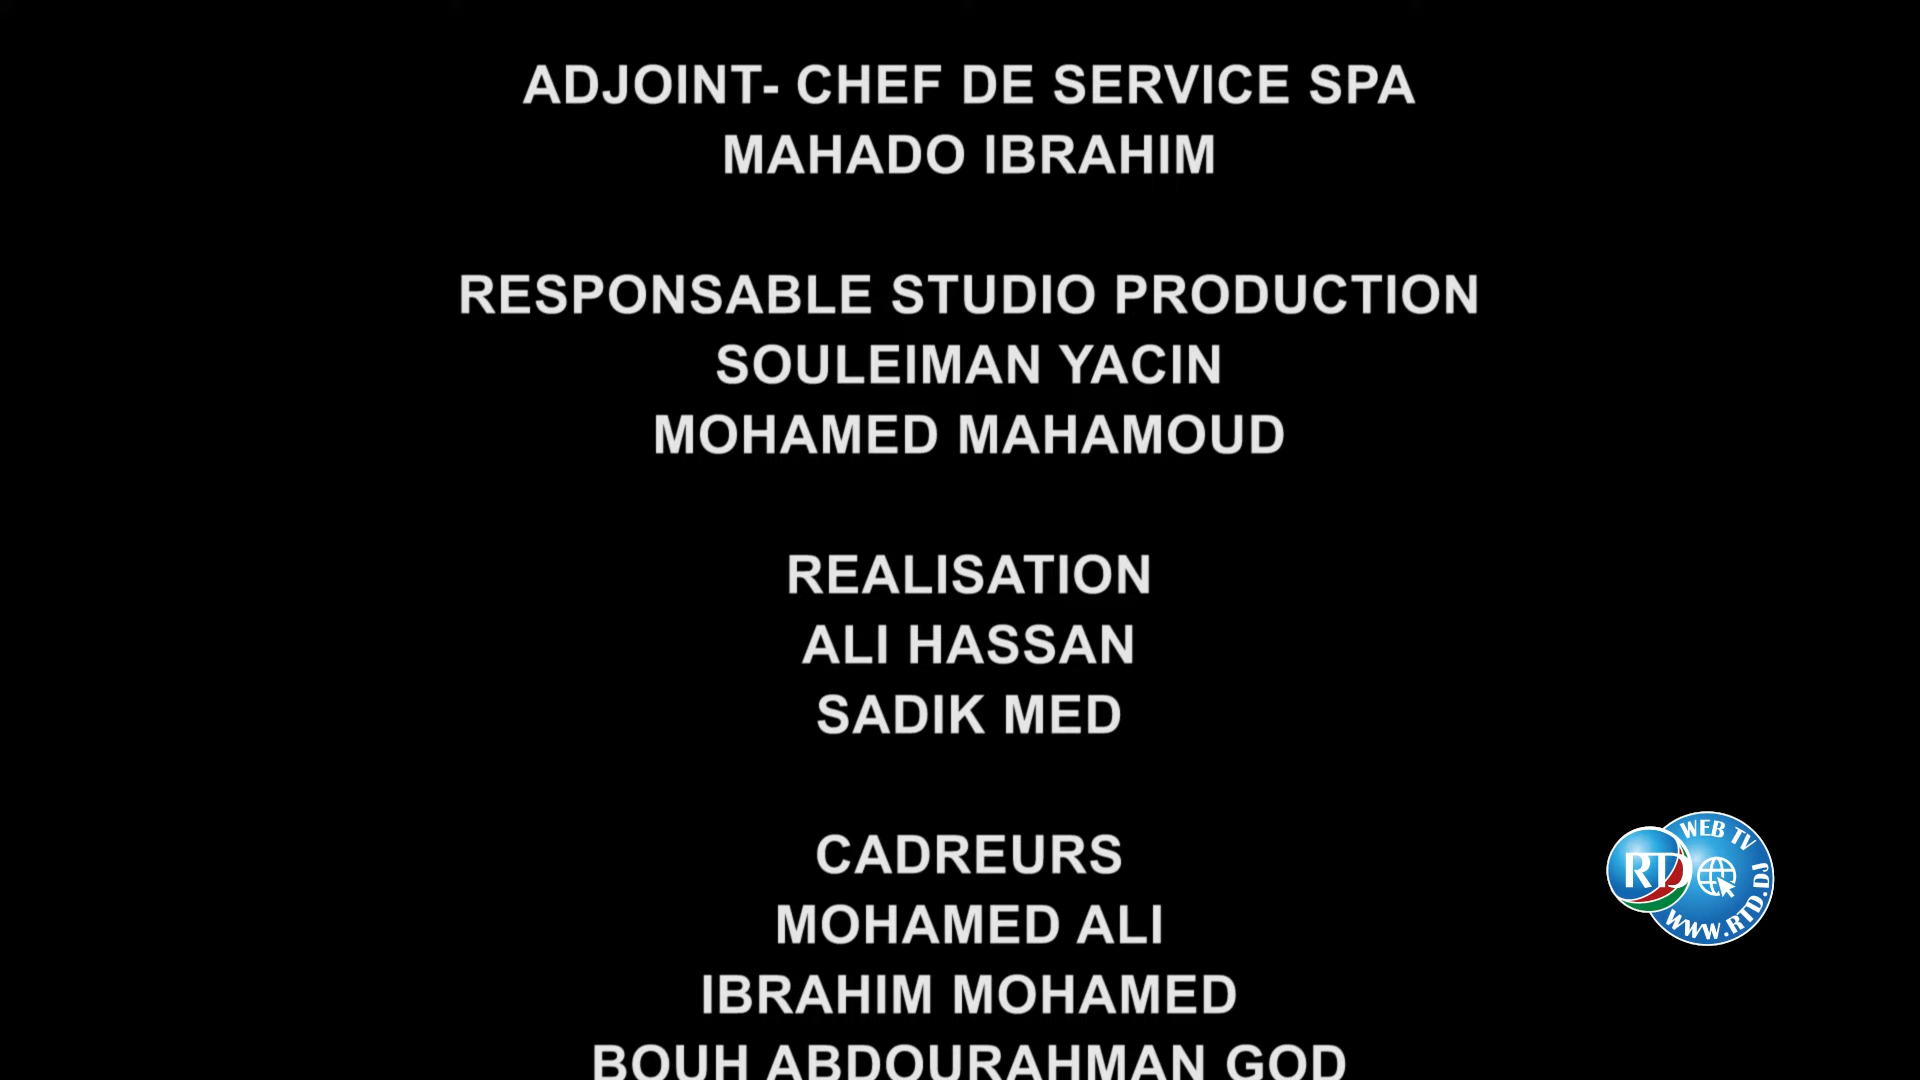 ADJOINT- CHEF DE SERVICE SPA
MAHADO IBRAHIM
RESPONSABLE STUDIO PRODUCTION
SOULEIMAN YACIN
MOHAMED MAHAMOUD
REALISATION
ALI HASSAN
SADIK MED
CADREURS
MOHAMED ALI
IBRAHIM MOHAMED
BOUH ABDOURAHMAN GOD
WEB TV
RTD
WWW.RTD.DJ